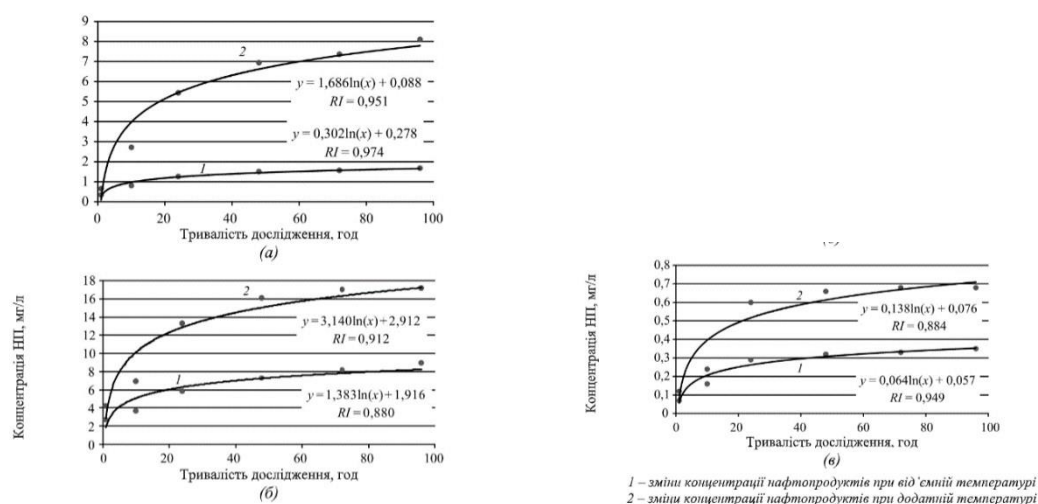 9
8
7
6
5
4
3
2
1
0
2
y = 1,686ln(x) + 0,088
RI = 0,951
y = 0,302ln(x) + 0,278
RI = 0,974
1
0 20 40 60 80 100
Тривалість дослідження, год
(а)
Концентрація НП, мг/л
18
16
14
12
10
8
6
4
2
0
2
y = 3,140ln(x) + 2,912
RI = 0,912
1
y = 1,383ln(x) + 1,916
RI = 0,880
0 20 40 60 80 100
Тривалість дослідження, год
(б)
Концентрація НП, мг/л
0,8
0,7
0,6
0,5
0,4
0,3
0,2
0,1
0
2
y = 0,138ln(x) + 0,076
RI = 0,884
1
y = 0,064ln(x) + 0,057
RI = 0,949
0 20 40 60 80 100
Тривалість дослідження, год
(в)
1 – зміни концентрації нафтопродуктів при від'ємній температурі
2 – зміни концентрації нафтопродуктів при додатній температурі